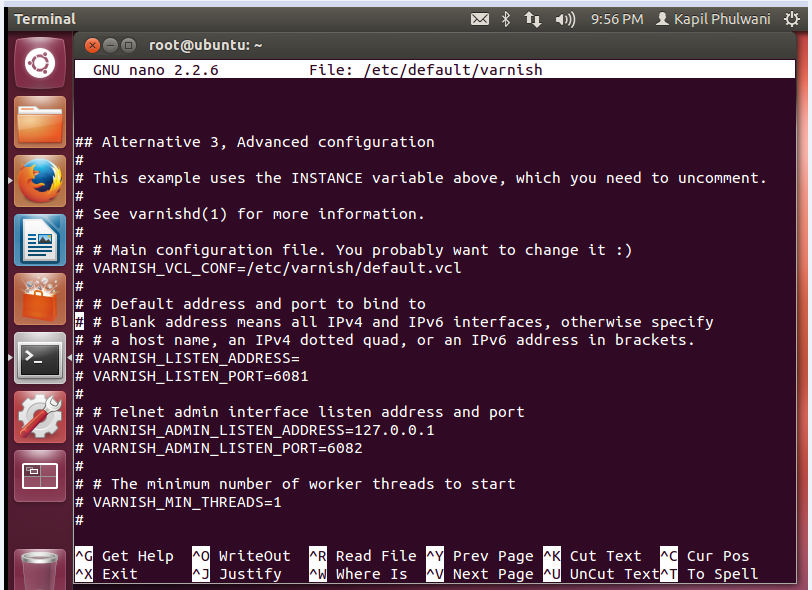 Terminal 9:56 PM Kapil Phulwani
root@ubuntu: ~
GNU nano 2.2.6 File: /etc/default/varnish
## Alternative 3, Advanced configuration
#
# This example uses the INSTANCE variable above, which you need to uncomment.
#
# See varnishd(1) for more information.
#
# # Main configuration file. You probably want to change it :)
# VARNISH_VCL_CONF=/etc/varnish/default.vcl
#
# # Default address and port to bind to
# # Blank address means all IPv4 and IPv6 interfaces, otherwise specify
# # a host name, an IPv4 dotted quad, or an IPv6 address in brackets.
# VARNISH_LISTEN_ADDRESS=
# VARNISH_LISTEN_PORT=6081
#
# # Telnet admin interface listen address and port
# VARNISH_ADMIN_LISTEN_ADDRESS=127.0.0.1
# VARNISH_ADMIN_LISTEN_PORT=6082
#
# # The minimum number of worker threads to start
# VARNISH_MIN_THREADS=1
#
^G Get Help ^O WriteOut ^R Read File ^Y Prev Page ^K Cut Text ^C Cur Pos
^X Exit ^J Justify ^W Where Is ^V Next Page ^U UnCut Text ^T To Spell